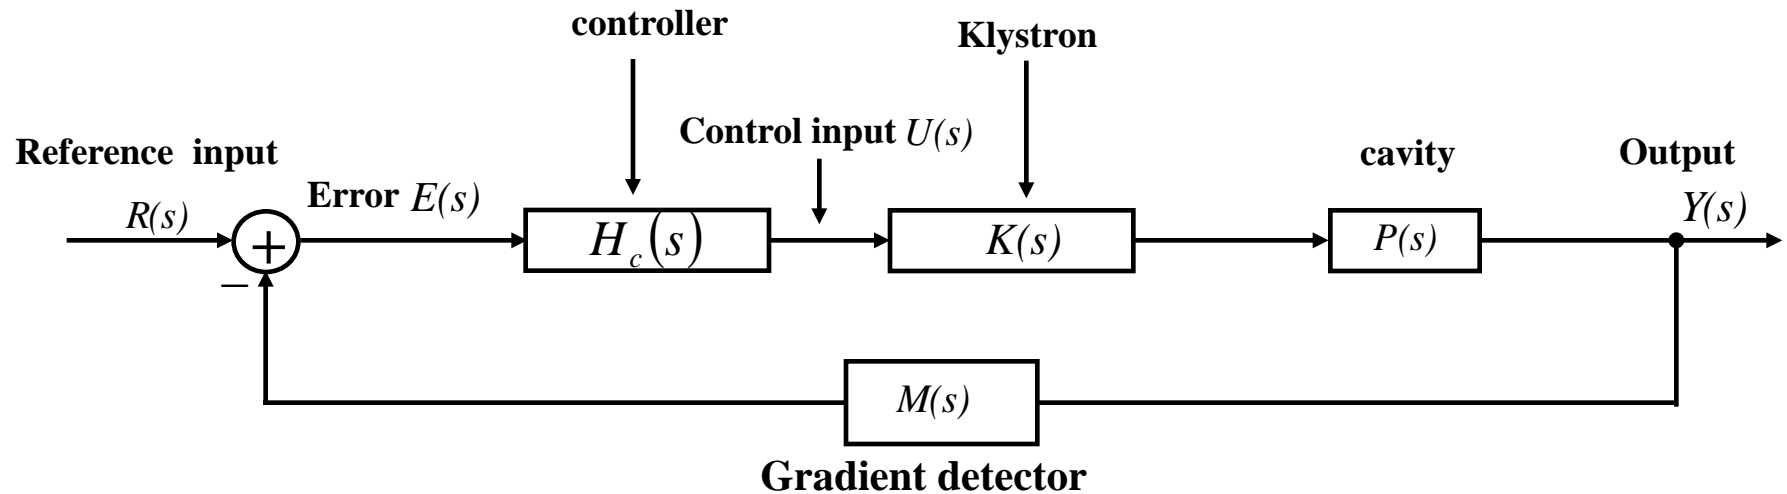 controller
Klystron
Control input U(s)
Reference input
cavity
Output
Error E(s)
R(s)
Y(s)
+
H_c(s)
K(s)
P(s)
−
M(s)
Gradient detector